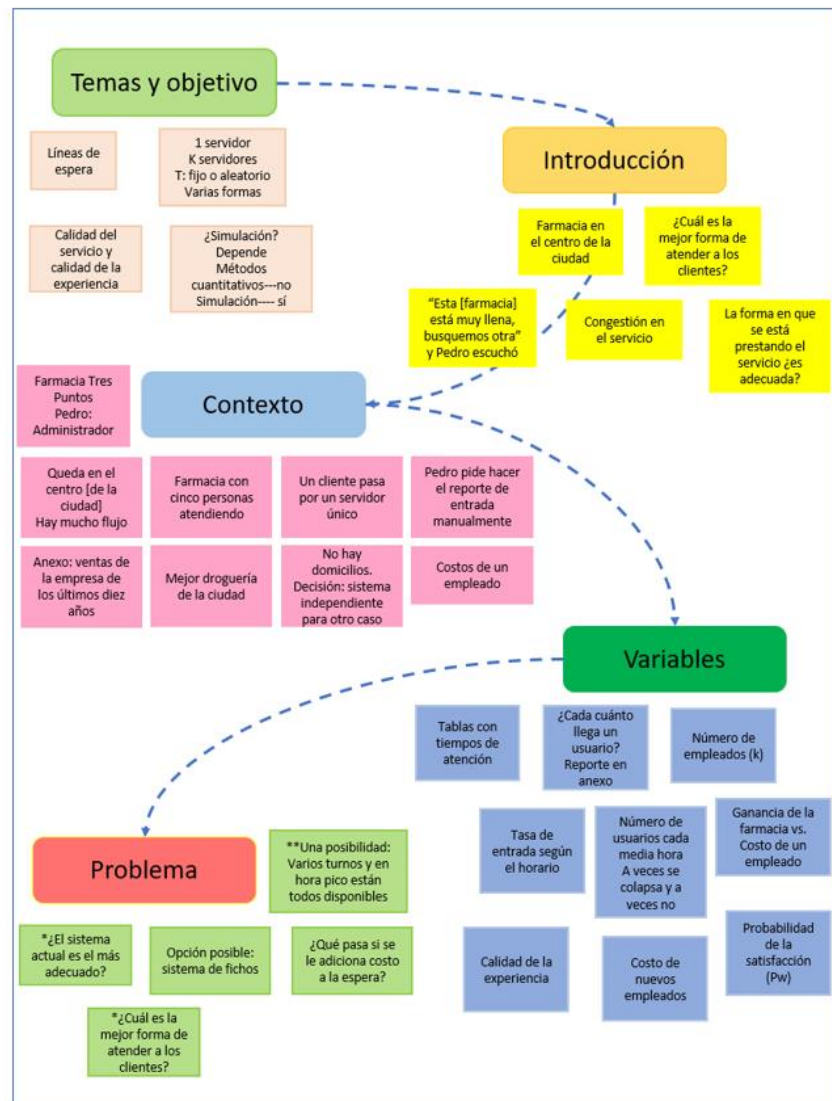 Temas y objetivo
Líneas de
espera
1 servidor
K servidores
T: fijo o aleatorio
Varias formas
Calidad del
servicio y
calidad de la
experiencia
¿Simulación?
Depende
Métodos
cuantitativos---no
Simulación---- sí
Introducción
Farmacia en
el centro de la
ciudad
¿Cuál es la
mejor forma de
atender a los
clientes?
“Esta [farmacia]
está muy llena,
busquemos otra”
y Pedro escuchó
Congestión en
el servicio
La forma en que
se está
prestando el
servicio ¿es
adecuada?
Contexto
Farmacia Tres
Puntos
Pedro:
Administrador
Queda en el
centro [de la
ciudad]
Hay mucho flujo
Farmacia con
cinco personas
atendiendo
Un cliente pasa
por un servidor
único
Pedro pide hacer
el reporte de
entrada
manualmente
Anexo: ventas de
la empresa de
los últimos diez
años
Mejor droguería
de la ciudad
No hay
domicilios.
Decisión: sistema
independiente
para otro caso
Costos de un
empleado
Variables
Tablas con
tiempos de
atención
¿Cada cuánto
llega un
usuario?
Reporte en
anexo
Número de
empleados (k)
Tasa de
entrada según
el horario
Número de
usuarios cada
media hora
A veces se
colapsa y a
veces no
Ganancia de la
farmacia vs.
Costo de un
empleado
Calidad de la
experiencia
Costo de
nuevos
empleados
Probabilidad
de la
satisfacción
(Pw)
Problema
**Una posibilidad:
Varios turnos y en
hora pico están
todos disponibles
*¿El sistema
actual es el más
adecuado?
Opción posible:
sistema de fichos
¿Qué pasa si se
le adiciona costo
a la espera?
*¿Cuál es la
mejor forma de
atender a los
clientes?